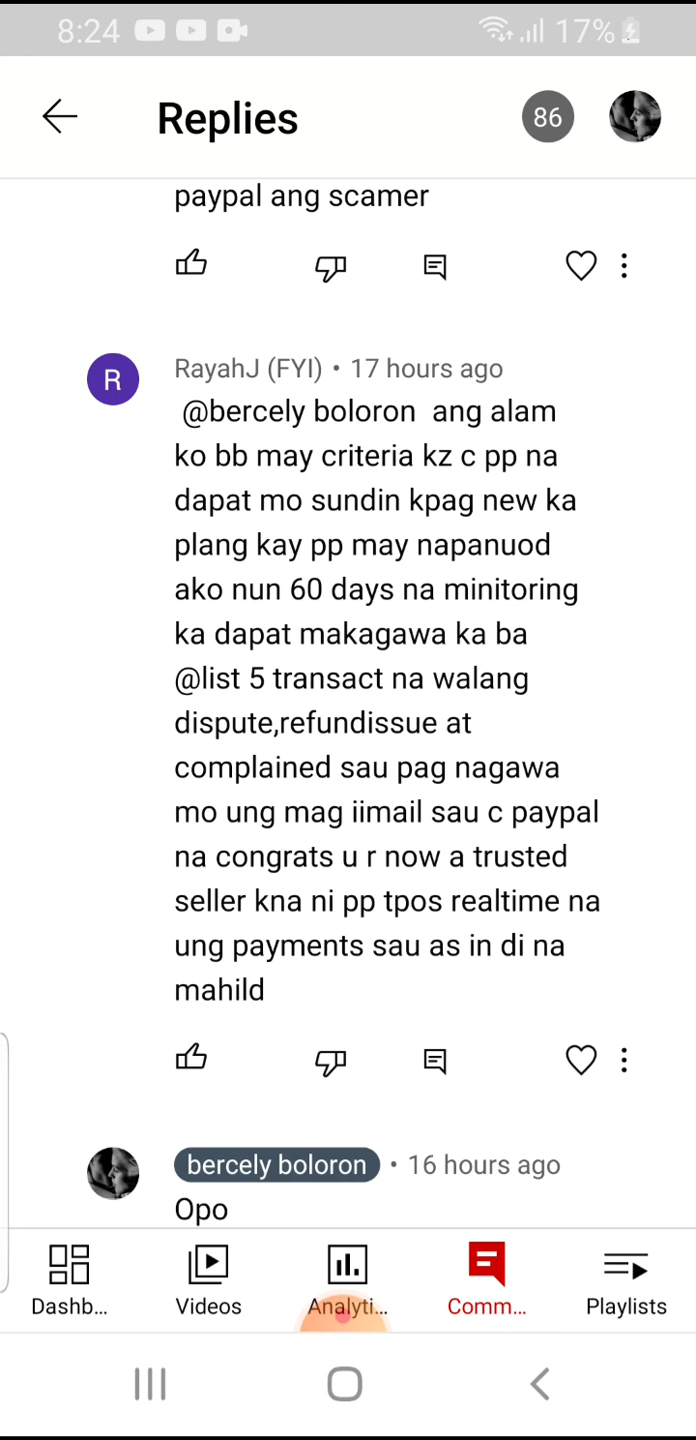 8:24
17%
Replies
86
paypal ang scamer
R
RayahJ (FYI) • 17 hours ago
@bercely boloron ang alam
ko bb may criteria kz c pp na
dapat mo sundin kpag new ka
plang kay pp may napanuod
ako nun 60 days na minitoring
ka dapat makagawa ka ba
@list 5 transact na walang
dispute,refundissue at
complained sau pag nagawa
mo ung mag iimail sau c paypal
na congrats u r now a trusted
seller kna ni pp tpos realtime na
ung payments sau as in di na
mahild
bercely boloron • 16 hours ago
Opo
Dashb... Videos Analyti... Comm... Playlists